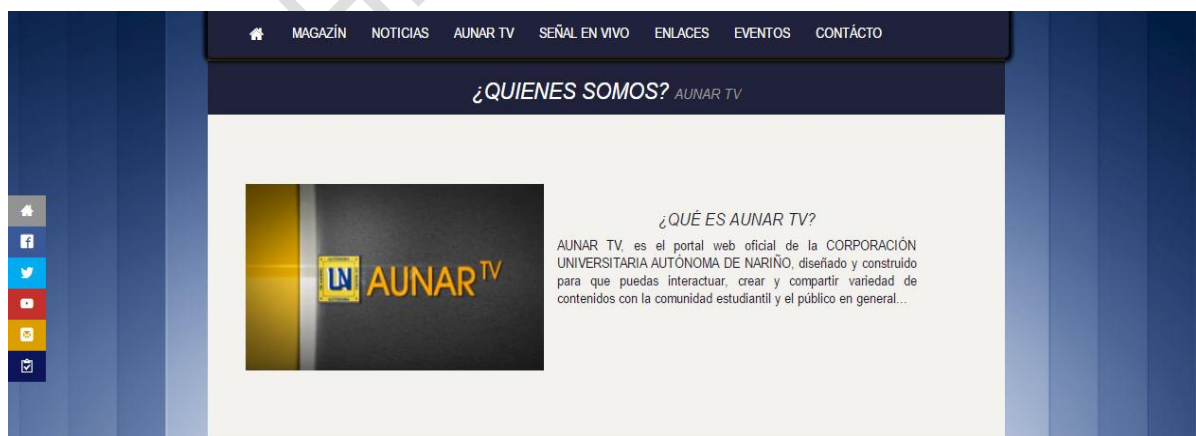 MAGAZÍN NOTICIAS AUNAR TV SEÑAL EN VIVO ENLACES EVENTOS CONTÁCTO
¿QUIENES SOMOS? AUNAR TV
AUNAR TV
¿QUÉ ES AUNAR TV?
AUNAR TV, es el portal web oficial de la CORPORACIÓN
UNIVERSITARIA AUTÓNOMA DE NARIÑO, diseñado y construido
para que puedas interactuar, crear y compartir variedad de
contenidos con la comunidad estudiantil y el público en general...